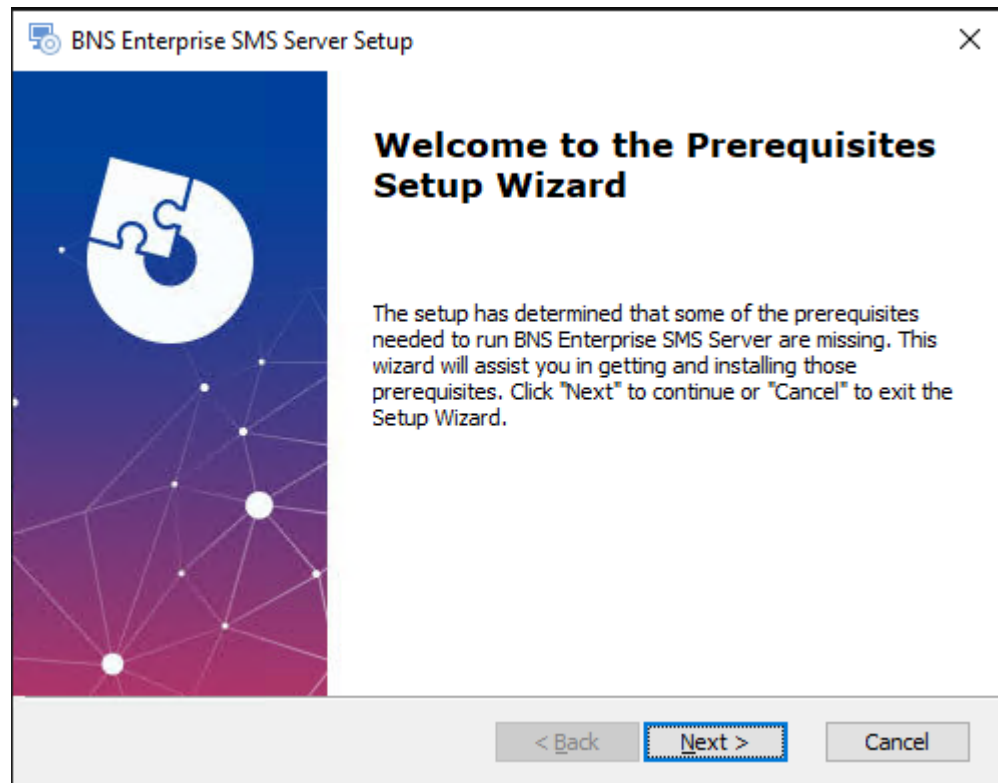 BNS Enterprise SMS Server Setup
Welcome to the Prerequisites
Setup Wizard
The setup has determined that some of the prerequisites
needed to run BNS Enterprise SMS Server are missing. This
wizard will assist you in getting and installing those
prerequisites. Click "Next" to continue or "Cancel" to exit the
Setup Wizard.
< Back Next > Cancel